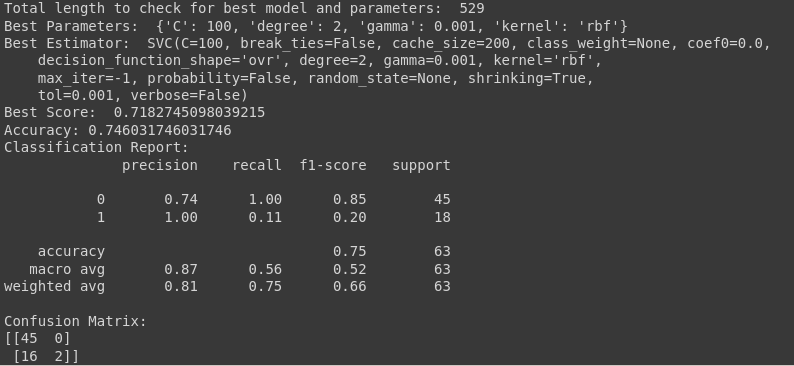 Total length to check for best model and parameters:  529
Best Parameters:  {'C': 100, 'degree': 2, 'gamma': 0.001, 'kernel': 'rbf'}
Best Estimator:  SVC(C=100, break_ties=False, cache_size=200, class_weight=None, coef0=0.0,
    decision_function_shape='ovr', degree=2, gamma=0.001, kernel='rbf',
    max_iter=-1, probability=False, random_state=None, shrinking=True,
    tol=0.001, verbose=False)
Best Score:  0.7182745098039215
Accuracy: 0.746031746031746
Classification Report:
              precision    recall  f1-score   support
           0       0.74      1.00      0.85        45
           1       1.00      0.11      0.20        18
    accuracy                           0.75        63
   macro avg       0.87      0.56      0.52        63
weighted avg       0.81      0.75      0.66        63
Confusion Matrix:
[[45  0]
 [16  2]]